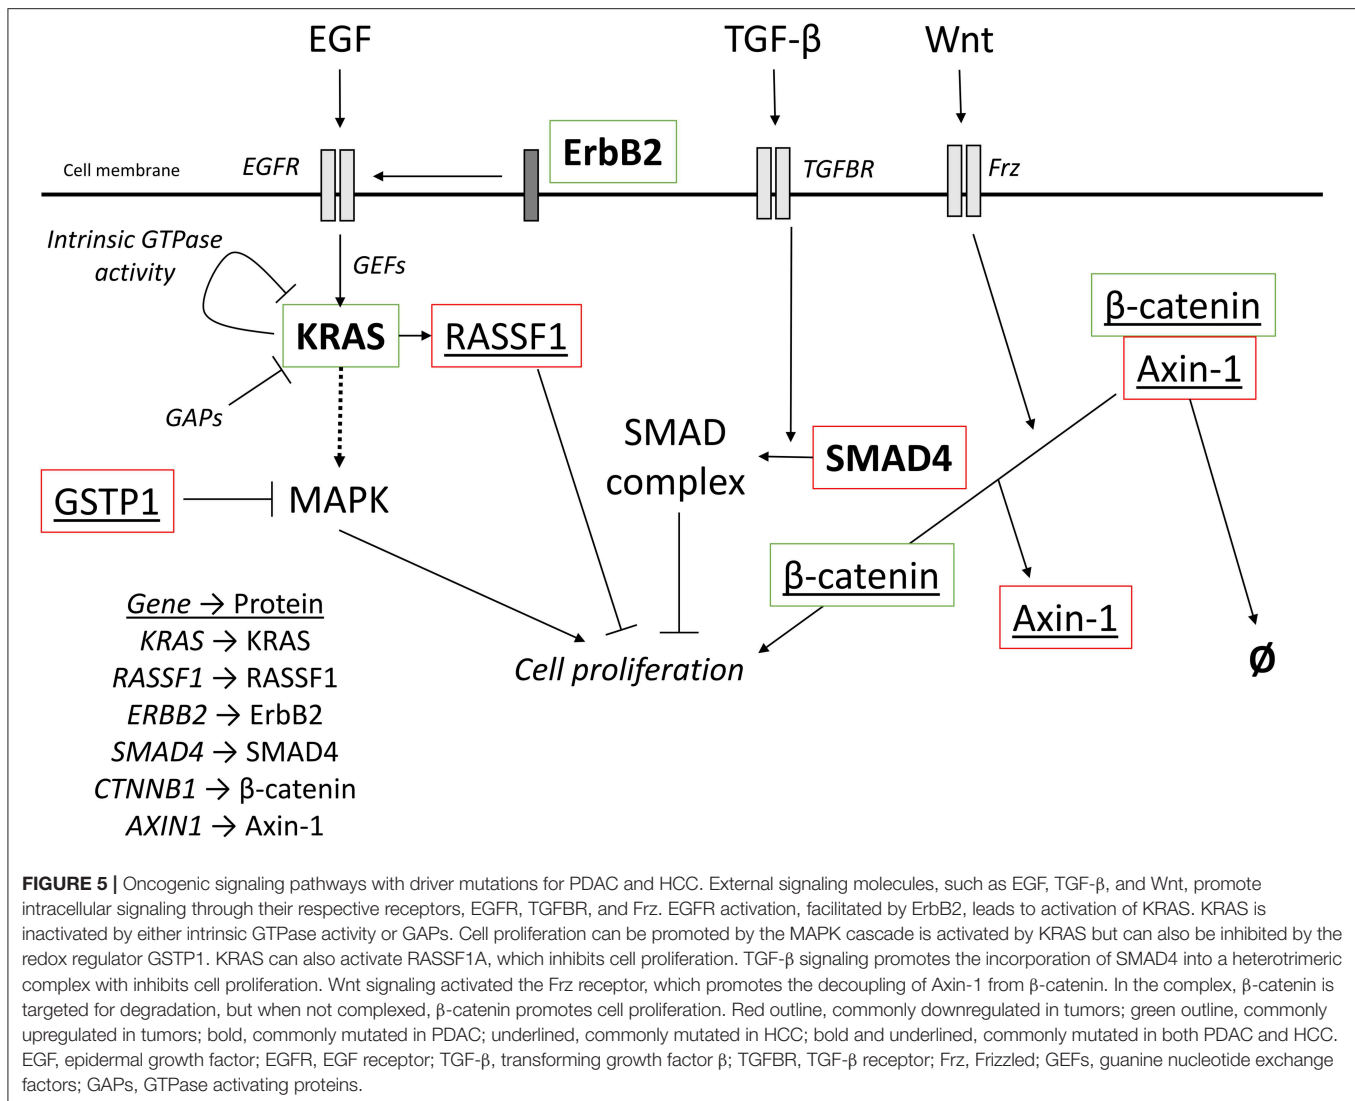 EGF
TGF-β
Wnt
ErbB2
Cell membrane
EGFR
TGFBR
Frz
Intrinsic GTPase
activity
GEFs
KRAS
RASSF1
β-catenin
Axin-1
GAPs
SMAD
complex
SMAD4
GSTP1
MAPK
β-catenin
Axin-1
Cell proliferation
Ø
Gene → Protein
KRAS → KRAS
RASSF1 → RASSF1
ERBB2 → ErbB2
SMAD4 → SMAD4
CTNNB1 → β-catenin
AXIN1 → Axin-1
FIGURE 5 | Oncogenic signaling pathways with driver mutations for PDAC and HCC. External signaling molecules, such as EGF, TGF-β, and Wnt, promote
intracellular signaling through their respective receptors, EGFR, TGFBR, and Frz. EGFR activation, facilitated by ErbB2, leads to activation of KRAS. KRAS is
inactivated by either intrinsic GTPase activity or GAPs. Cell proliferation can be promoted by the MAPK cascade is activated by KRAS but can also be inhibited by the
redox regulator GSTP1. KRAS can also activate RASSF1A, which inhibits cell proliferation. TGF-β signaling promotes the incorporation of SMAD4 into a heterotrimeric
complex with inhibits cell proliferation. Wnt signaling activated the Frz receptor, which promotes the decoupling of Axin-1 from β-catenin. In the complex, β-catenin is
targeted for degradation, but when not complexed, β-catenin promotes cell proliferation. Red outline, commonly downregulated in tumors; green outline, commonly
upregulated in tumors; bold, commonly mutated in PDAC; underlined, commonly mutated in HCC; bold and underlined, commonly mutated in both PDAC and HCC.
EGF, epidermal growth factor; EGFR, EGF receptor; TGF-β, transforming growth factor β; TGFBR, TGF-β receptor; Frz, Frizzled; GEFs, guanine nucleotide exchange
factors; GAPs, GTPase activating proteins.